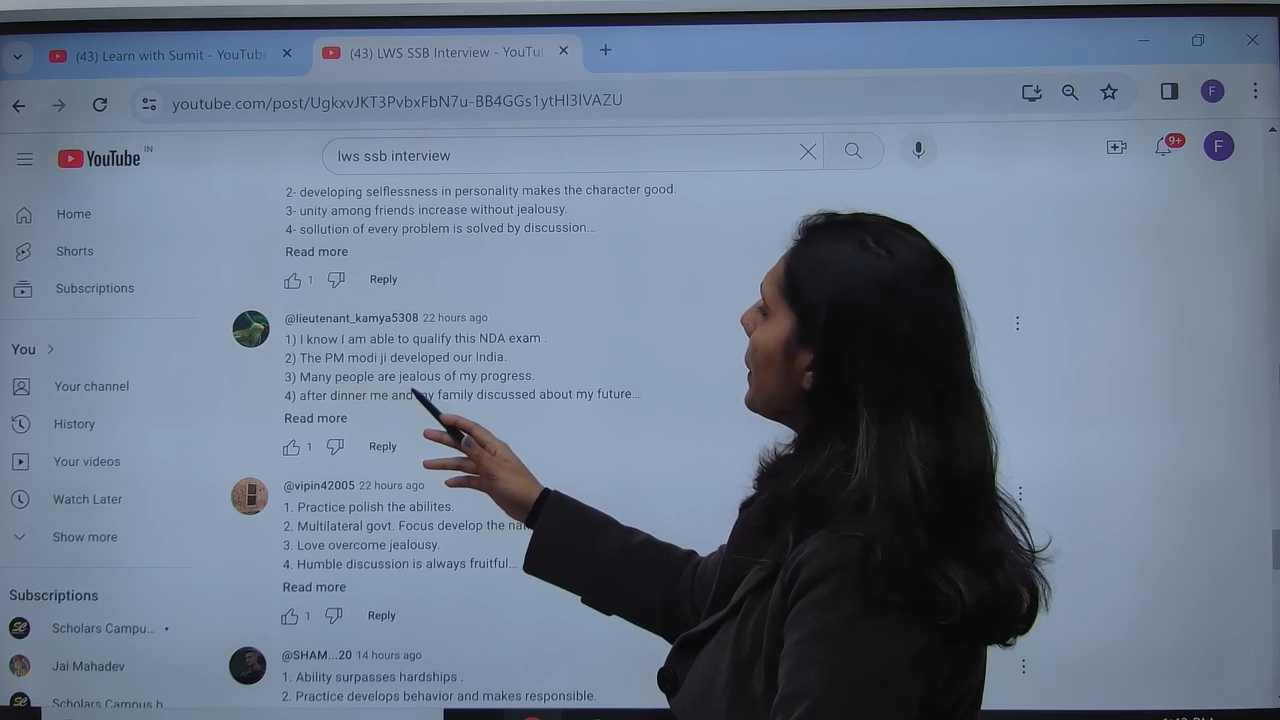 (43) Learn with Sumit - YouTube
(43) LWS SSB Interview - YouTu
youtube.com/post/UgkxvJKT3PvbxFbN7u-BB4GGs1ytHl3lVAZU
F
YouTube IN
lws ssb interview
9+
F
Home
Shorts
Subscriptions
You
Your channel
History
Your videos
Watch Later
Show more
Subscriptions
Scholars Campu...
Jai Mahadev
Scholars Campus b
2- developing selflessness in personality makes the character good.
3- unity among friends increase without jealousy.
4- sollution of every problem is solved by discussion...
Read more
1 Reply
@lieutenant_kamya5308 22 hours ago
1) I know I am able to qualify this NDA exam .
2) The PM modi ji developed our India.
3) Many people are jealous of my progress.
4) after dinner me and my family discussed about my future...
Read more
1 Reply
@vipin42005 22 hours ago
1. Practice polish the abilites.
2. Multilateral govt. Focus develop the
3. Love overcome jealousy.
4. Humble discussion is always fruitful...
Read more
1 Reply
@SHAM...20 14 hours ago
1. Ability surpasses hardships .
2. Practice develops behavior and makes responsible.